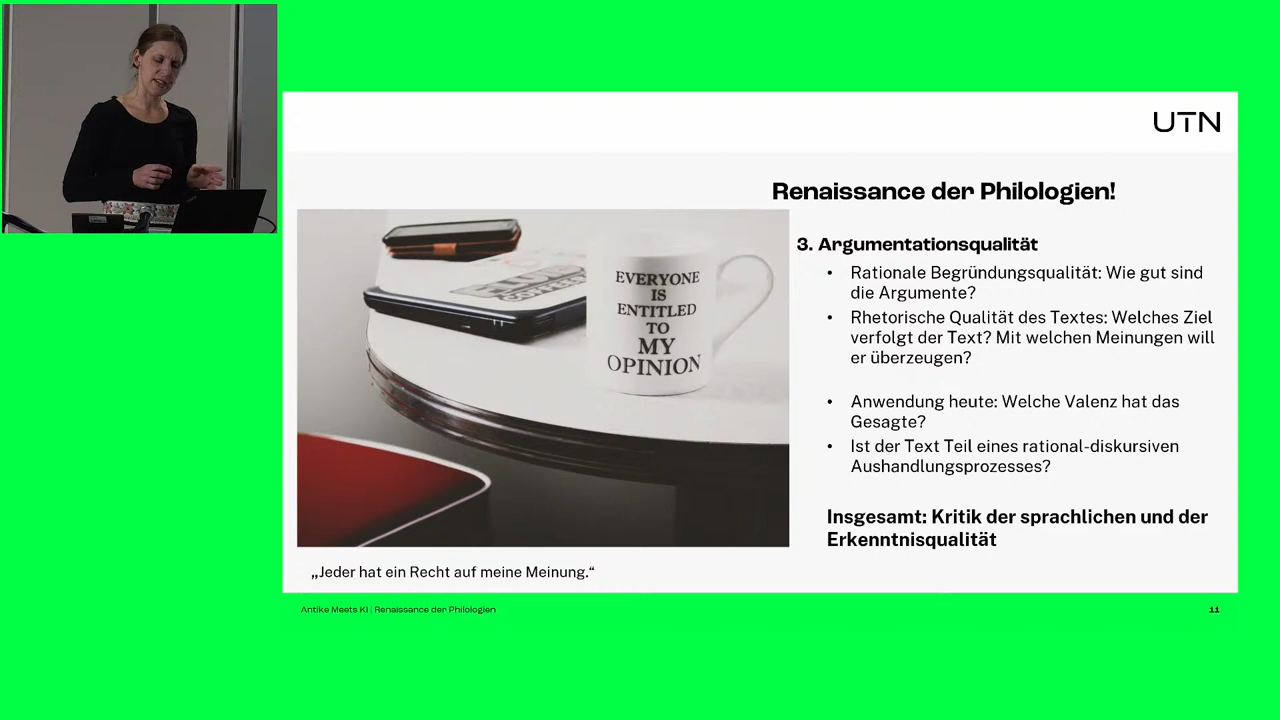 UTN
Renaissance der Philologien!
EVERYONE
IS
ENTITLED
TO
MY
OPINION
3. Argumentationsqualität
• Rationale Begründungsqualität: Wie gut sind
die Argumente?
• Rhetorische Qualität des Textes: Welches Ziel
verfolgt der Text? Mit welchen Meinungen will
er überzeugen?
• Anwendung heute: Welche Valenz hat das
Gesagte?
• Ist der Text Teil eines rational-diskursiven
Aushandlungsprozesses?
Insgesamt: Kritik der sprachlichen und der
Erkenntnisqualität
„Jeder hat ein Recht auf meine Meinung.“
Antike Meets KI | Renaissance der Philologien
11